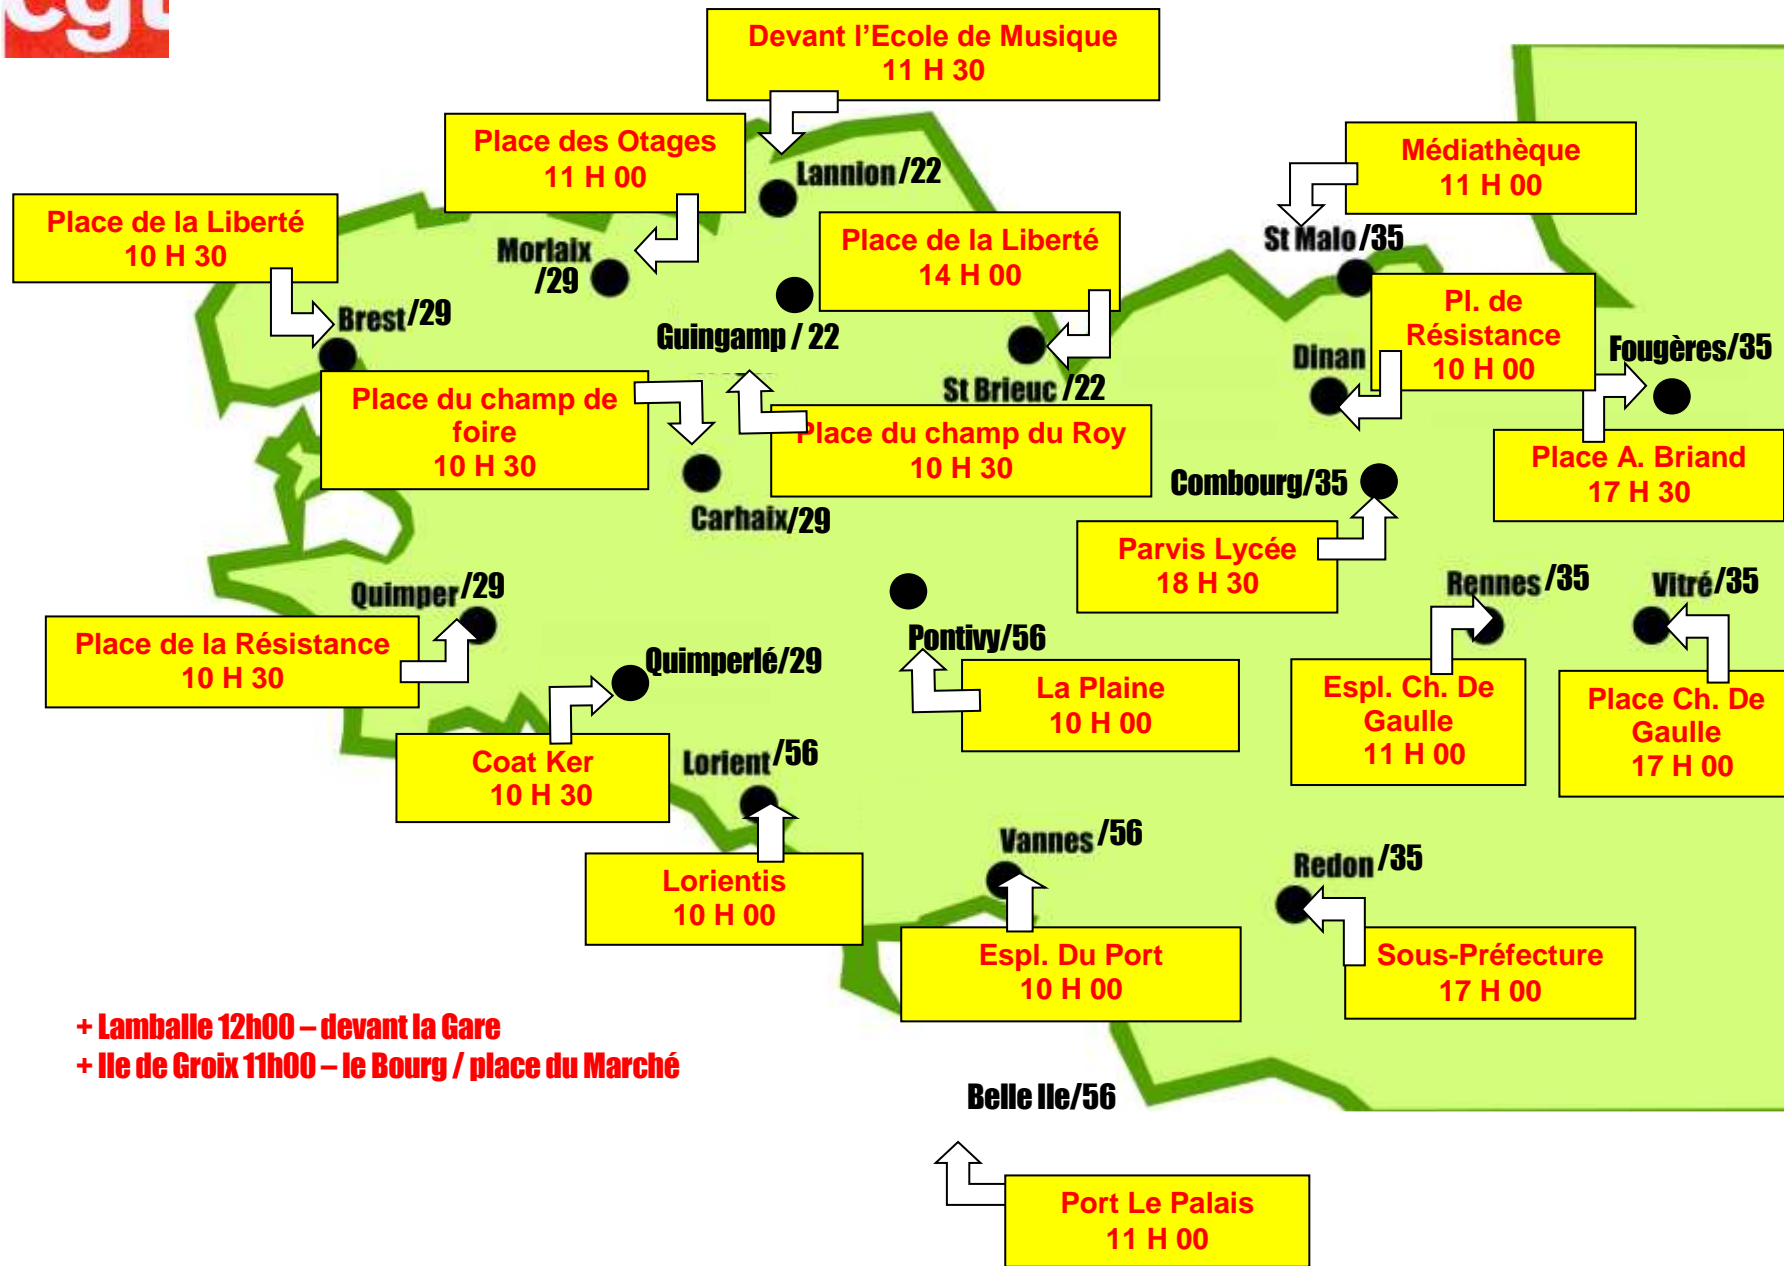 cgt
Devant l’Ecole de Musique
11 H 30
Place des Otages
11 H 00
Lannion /22
Médiathèque
11 H 00
Place de la Liberté
10 H 30
Morlaix
/29
Place de la Liberté
14 H 00
St Malo /35
Brest /29
Guingamp / 22
St Brieuc /22
Pl. de
Résistance
10 H 00
Dinan
Fougères/35
Place du champ de
foire
10 H 30
Place du champ du Roy
10 H 30
Place A. Briand
17 H 30
Carhaix/29
Combourg/35
Parvis Lycée
18 H 30
Quimper /29
Rennes /35
Vitré/35
Place de la Résistance
10 H 30
Quimperlé/29
Pontivy/56
La Plaine
10 H 00
Espl. Ch. De
Gaulle
11 H 00
Place Ch. De
Gaulle
17 H 00
Coat Ker
10 H 30
Lorient /56
Lorientis
10 H 00
Vannes /56
Redon /35
Espl. Du Port
10 H 00
Sous-Préfecture
17 H 00
+ Lamballe 12h00 – devant la Gare
+ Ile de Groix 11h00 – le Bourg / place du Marché
Belle Ile/56
Port Le Palais
11 H 00